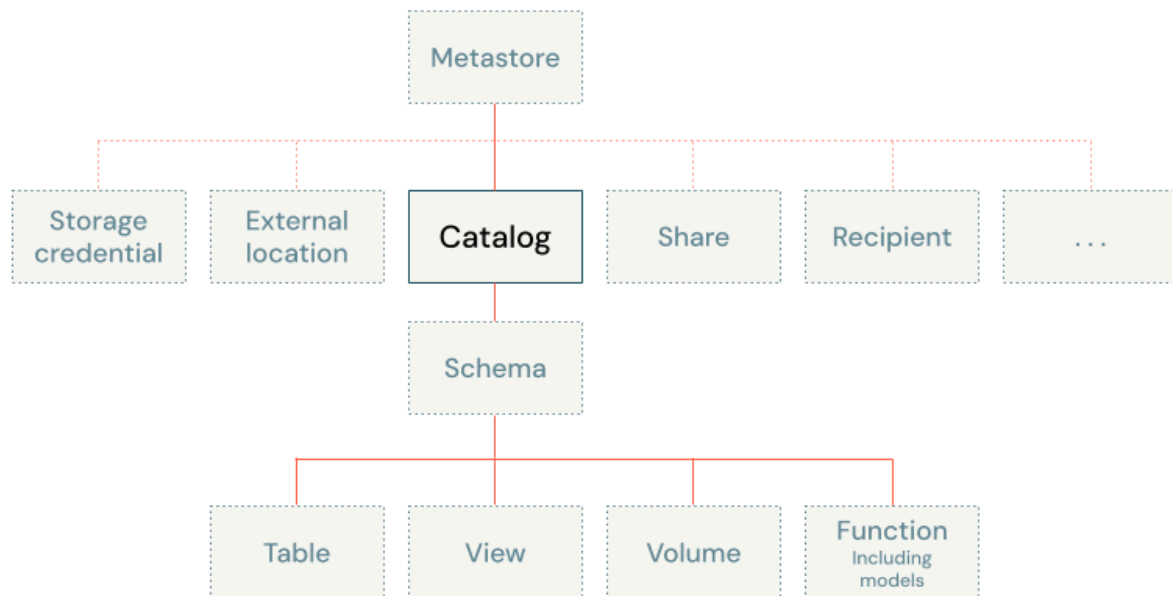 Metastore
Storage
credential
External
location
Catalog
Share
Recipient
...
Schema
Table
View
Volume
Function
Including
models